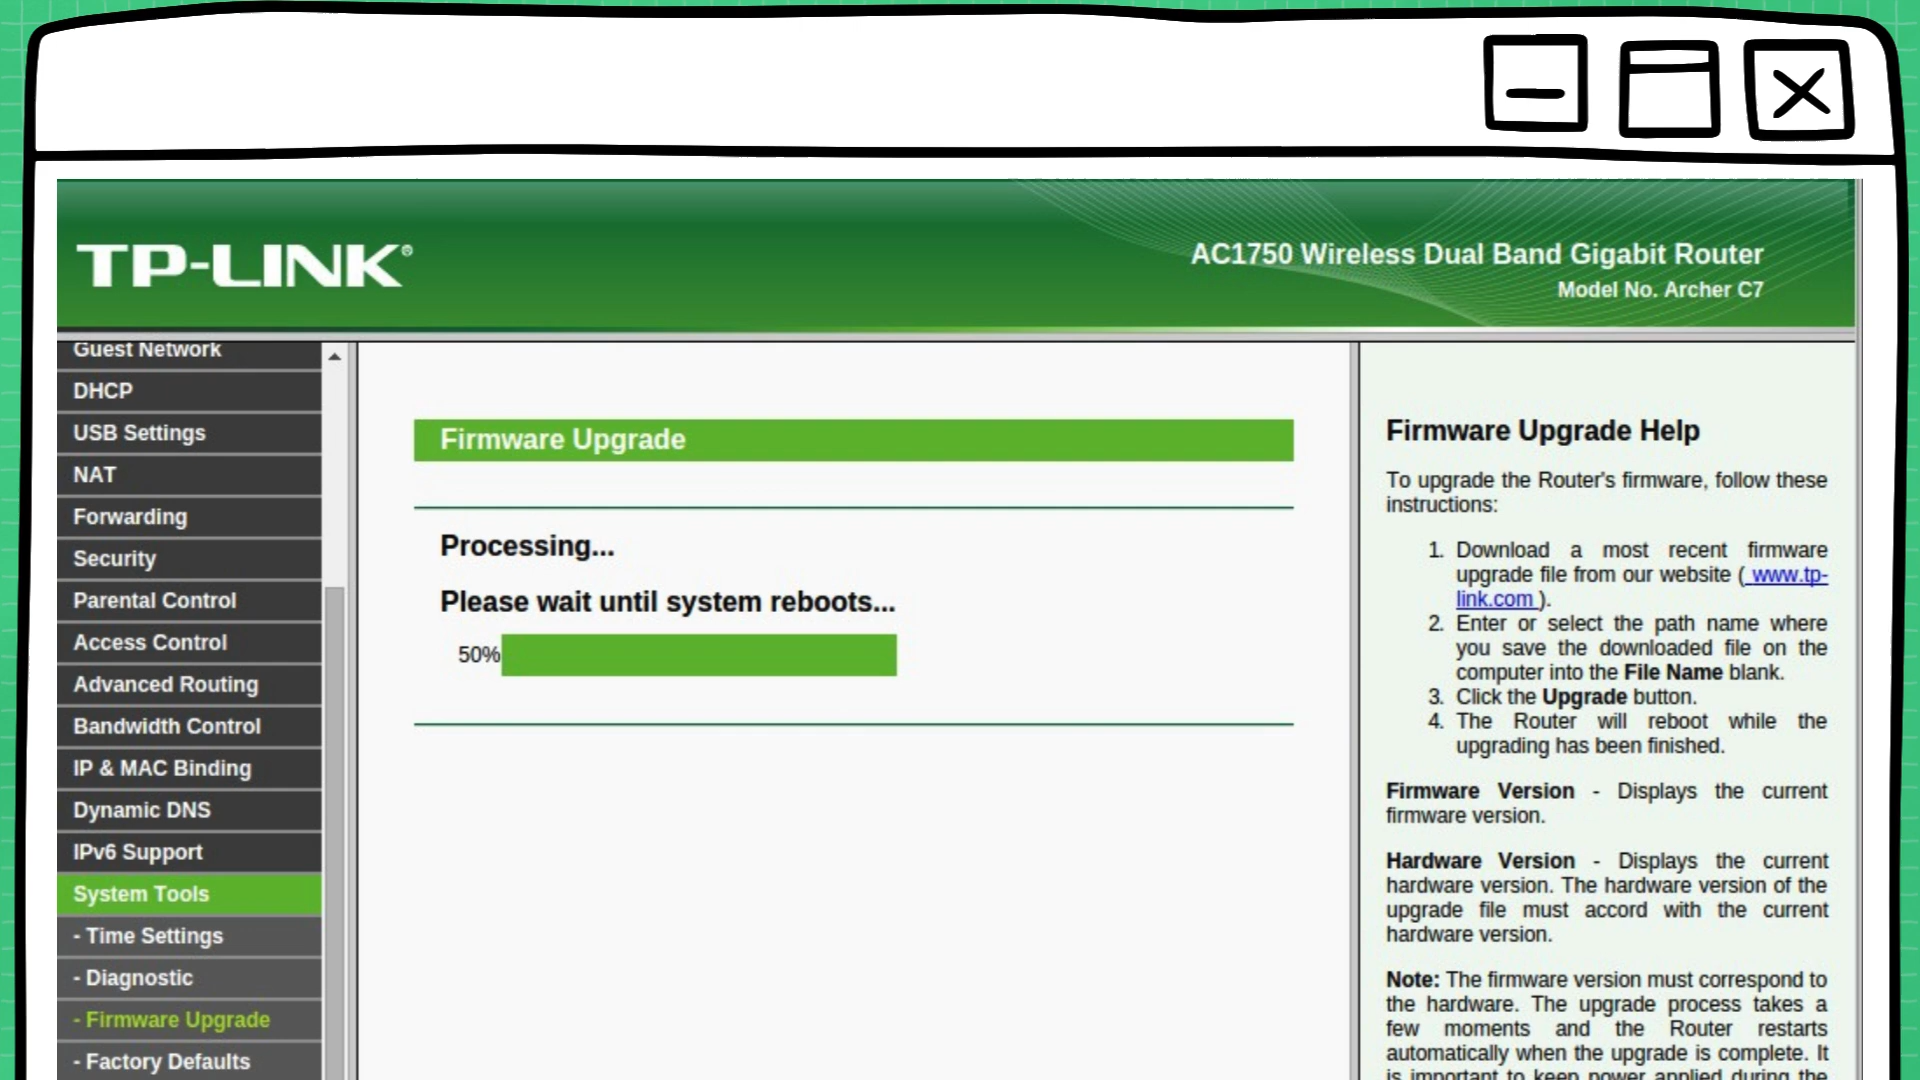 TP-LINK®
AC1750 Wireless Dual Band Gigabit Router
Model No. Archer C7
Guest Network
DHCP
USB Settings
NAT
Forwarding
Security
Parental Control
Access Control
Advanced Routing
Bandwidth Control
IP & MAC Binding
Dynamic DNS
IPv6 Support
System Tools
- Time Settings
- Diagnostic
- Firmware Upgrade
- Factory Defaults
Firmware Upgrade
Processing...
Please wait until system reboots...
50%
Firmware Upgrade Help
To upgrade the Router's firmware, follow these
instructions:
1. Download a most recent firmware
upgrade file from our website ( www.tp-
link.com ).
2. Enter or select the path name where
you save the downloaded file on the
computer into the File Name blank.
3. Click the Upgrade button.
4. The Router will reboot while the
upgrading has been finished.
Firmware Version - Displays the current
firmware version.
Hardware Version - Displays the current
hardware version. The hardware version of the
upgrade file must accord with the current
hardware version.
Note: The firmware version must correspond to
the hardware. The upgrade process takes a
few moments and the Router restarts
automatically when the upgrade is complete. It
is important to keep power applied during the